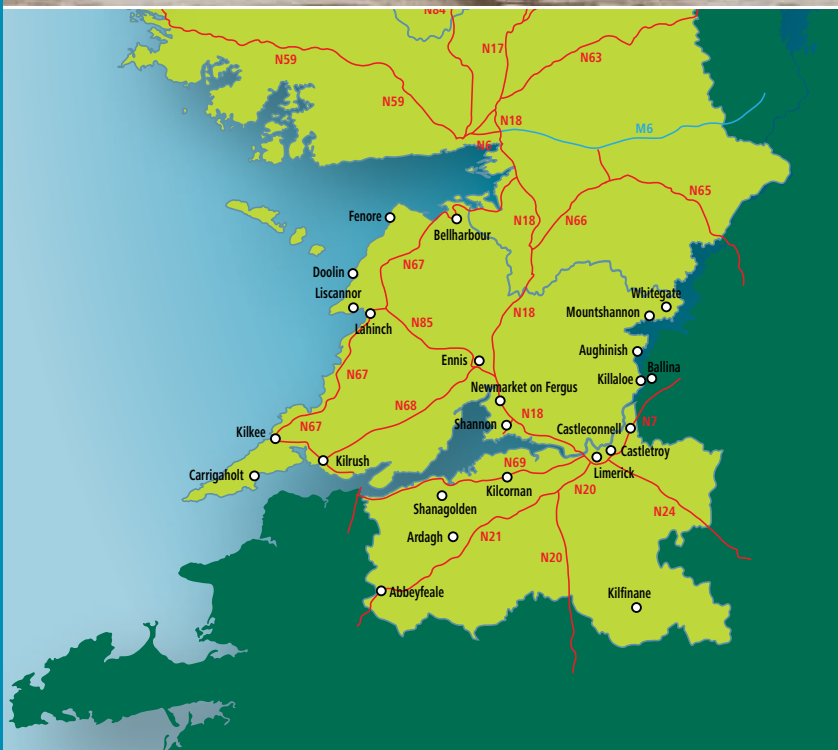 N84
N17
N59
N63
N59
N18
M6
N6
N65
Fenore
N18
N66
Bellharbour
N67
Doolin
Liscannor
Whitegate
Mountshannon
N18
Lahinch
N85
Aughinish
Ennis
Ballina
N67
Killaloe
Newmarket on Fergus
N68
N18
N7
Shannon
Castleconnell
N67
Kilkee
Castletroy
Kilrush
N69
Limerick
Carrigaholt
Kilcornan
N20
Shanagolden
N24
Ardagh
N21
N20
Abbeyfeale
Kilfinane